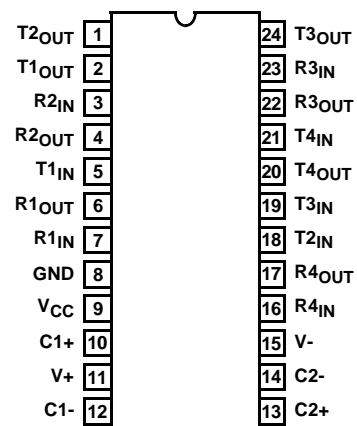 T2OUT 1 24 T3OUT
T1OUT 2 23 R3IN
R2IN 3 22 R3OUT
R2OUT 4 21 T4IN
T1IN 5 20 T4OUT
R1OUT 6 19 T3IN
R1IN 7 18 T2IN
GND 8 17 R4OUT
VCC 9 16 R4IN
C1+ 10 15 V-
V+ 11 14 C2-
C1- 12 13 C2+